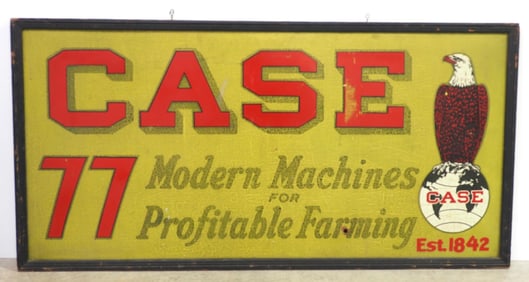 CASE
77 Modern Machines
FOR
Profitable Farming
CASE
Est. 1842